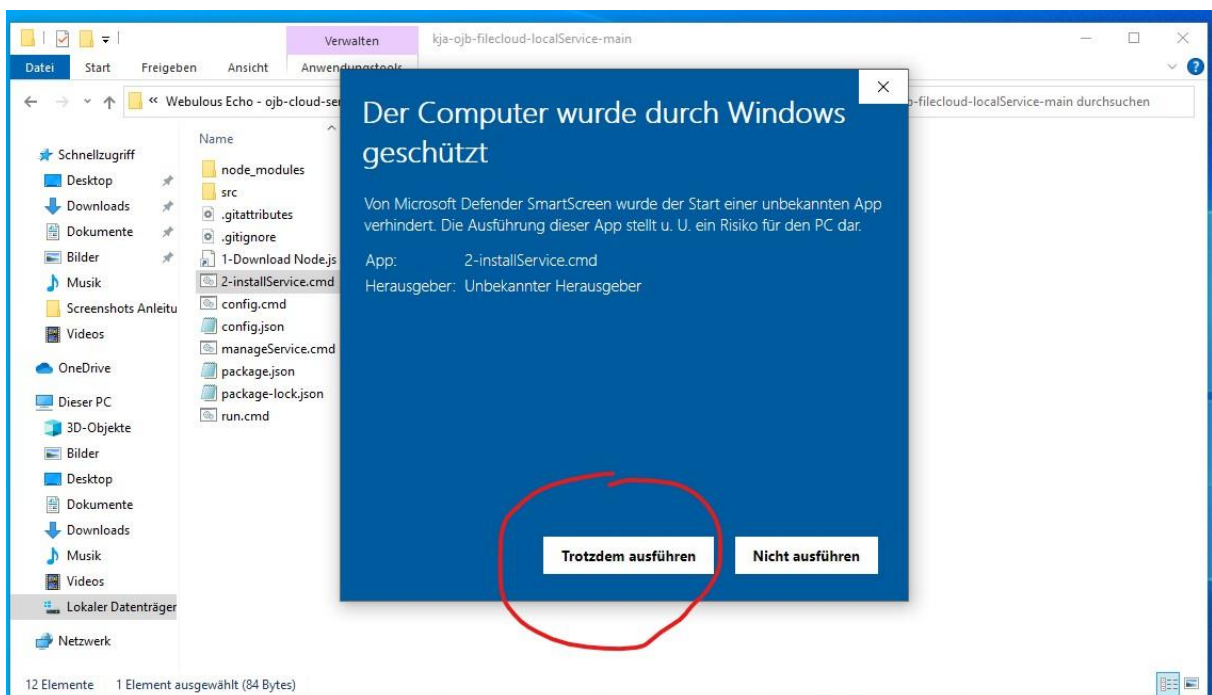 Verwalten
kja-ojb-filecloud-localService-main
Datei Start Freigeben Ansicht
« Webulous Echo - ojb-cloud-ser
-filecloud-localService-main durchsuchen
Name
Schnellzugriff
Desktop
Downloads
Dokumente
Bilder
Musik
Screenshots Anleitu
Videos
OneDrive
Dieser PC
3D-Objekte
Bilder
Desktop
Dokumente
Downloads
Musik
Videos
Lokaler Datenträger
Netzwerk
node_modules
src
.gitattributes
.gitignore
1-Download Node.js
2-installService.cmd
config.cmd
config.json
manageService.cmd
package.json
package-lock.json
run.cmd
Der Computer wurde durch Windows
geschützt
Von Microsoft Defender SmartScreen wurde der Start einer unbekannten App
verhindert. Die Ausführung dieser App stellt u. U. ein Risiko für den PC dar.
App: 2-installService.cmd
Herausgeber: Unbekannter Herausgeber
Trotzdem ausführen
Nicht ausführen
12 Elemente 1 Element ausgewählt (84 Bytes)